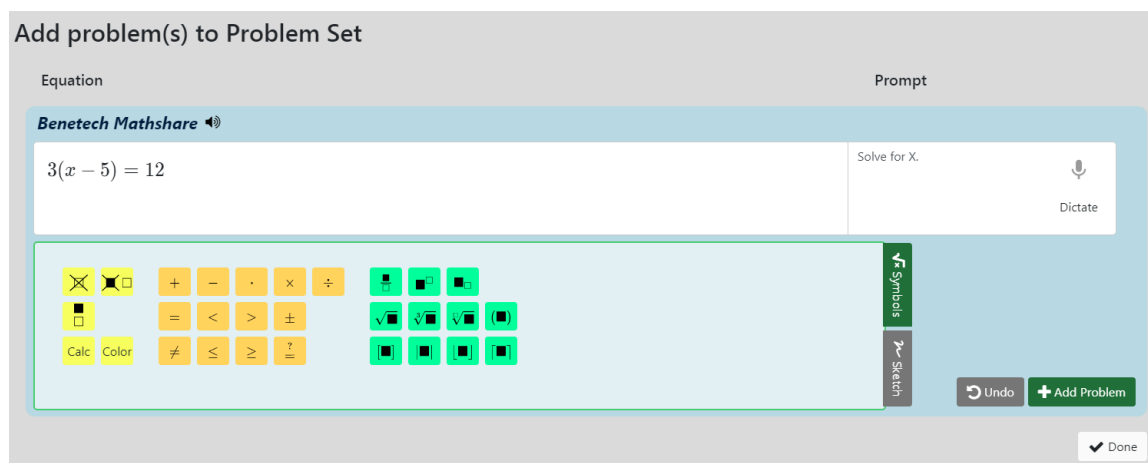 Add problem(s) to Problem Set
Equation Prompt
Benetech Mathshare
3(x − 5) = 12
Solve for X.
Dictate
√x Symbols
+ − · × ÷
= < > ±
Calc Color ≠ ≤ ≥ ≟
Sketch
Undo Add Problem
Done